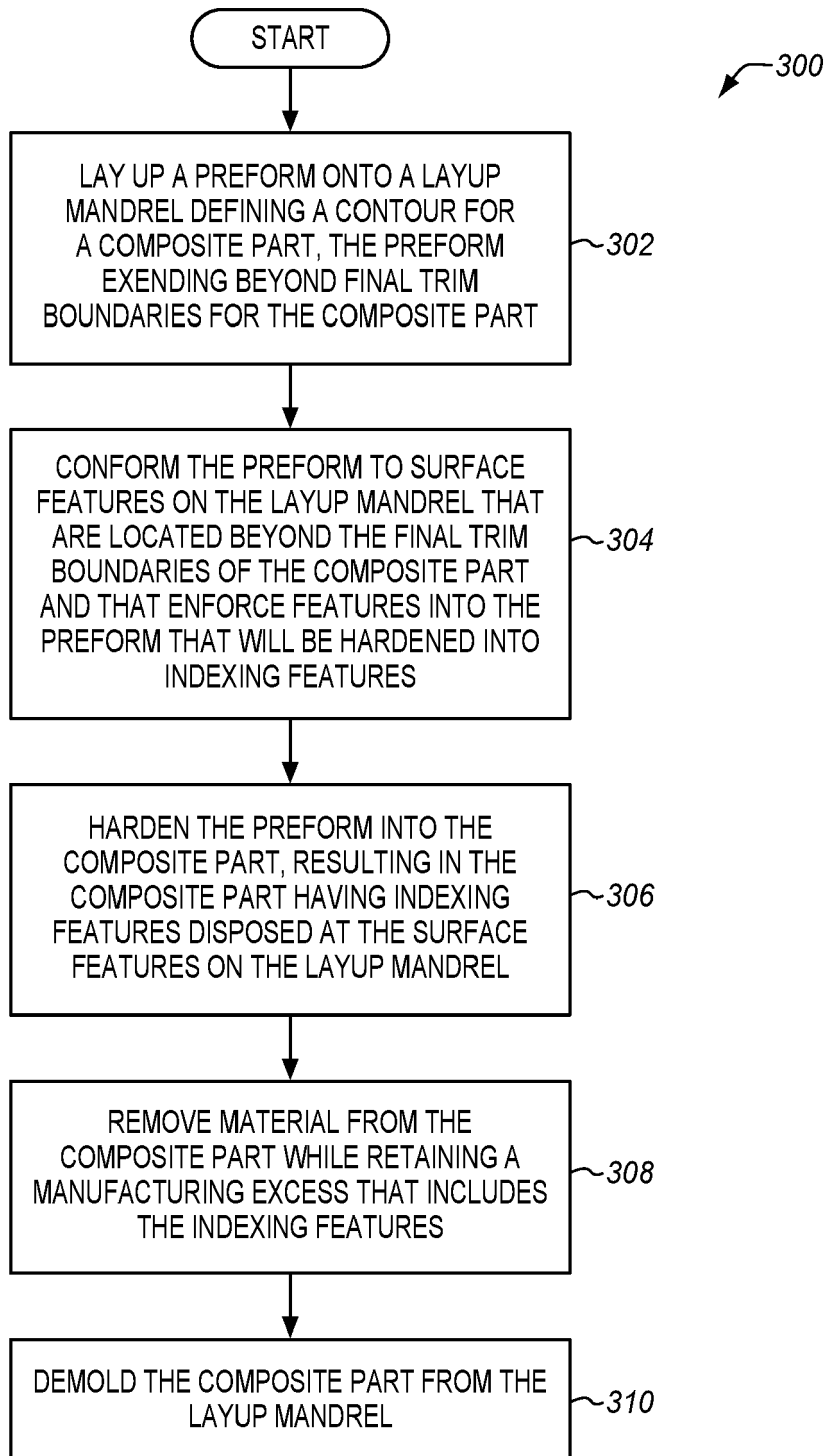 START
300
LAY UP A PREFORM ONTO A LAYUP
MANDREL DEFINING A CONTOUR FOR
A COMPOSITE PART, THE PREFORM
EXENDING BEYOND FINAL TRIM
BOUNDARIES FOR THE COMPOSITE PART
302
CONFORM THE PREFORM TO SURFACE
FEATURES ON THE LAYUP MANDREL THAT
ARE LOCATED BEYOND THE FINAL TRIM
BOUNDARIES OF THE COMPOSITE PART
AND THAT ENFORCE FEATURES INTO THE
PREFORM THAT WILL BE HARDENED INTO
INDEXING FEATURES
304
HARDEN THE PREFORM INTO THE
COMPOSITE PART, RESULTING IN THE
COMPOSITE PART HAVING INDEXING
FEATURES DISPOSED AT THE SURFACE
FEATURES ON THE LAYUP MANDREL
306
REMOVE MATERIAL FROM THE
COMPOSITE PART WHILE RETAINING A
MANUFACTURING EXCESS THAT INCLUDES
THE INDEXING FEATURES
308
DEMOLD THE COMPOSITE PART FROM THE
LAYUP MANDREL
310